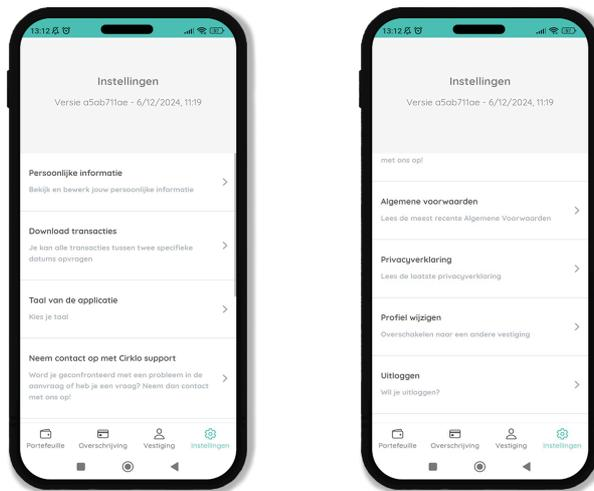 13:12
57
Instellingen
Versie a5ab711ae - 6/12/2024, 11:19
Persoonlijke informatie
Bekijk en bewerk jouw persoonlijke informatie
Download transacties
Je kan alle transacties tussen twee specifieke
datums opvragen
Taal van de applicatie
Kies je taal
Neem contact op met Cirklo support
Word je geconfronteerd met een probleem in de
aanvraag of heb je een vraag? Neem dan contact
met ons op!
Portefeuille Overschrijving Vestiging Instellingen
13:12
57
Instellingen
Versie a5ab711ae - 6/12/2024, 11:19
met ons op!
Algemene voorwaarden
Lees de meest recente Algemene Voorwaarden
Privacyverklaring
Lees de laatste privacyverklaring
Profiel wijzigen
Overschakelen naar een andere vestiging
Uitloggen
Wil je uitloggen?
Portefeuille Overschrijving Vestiging Instellingen